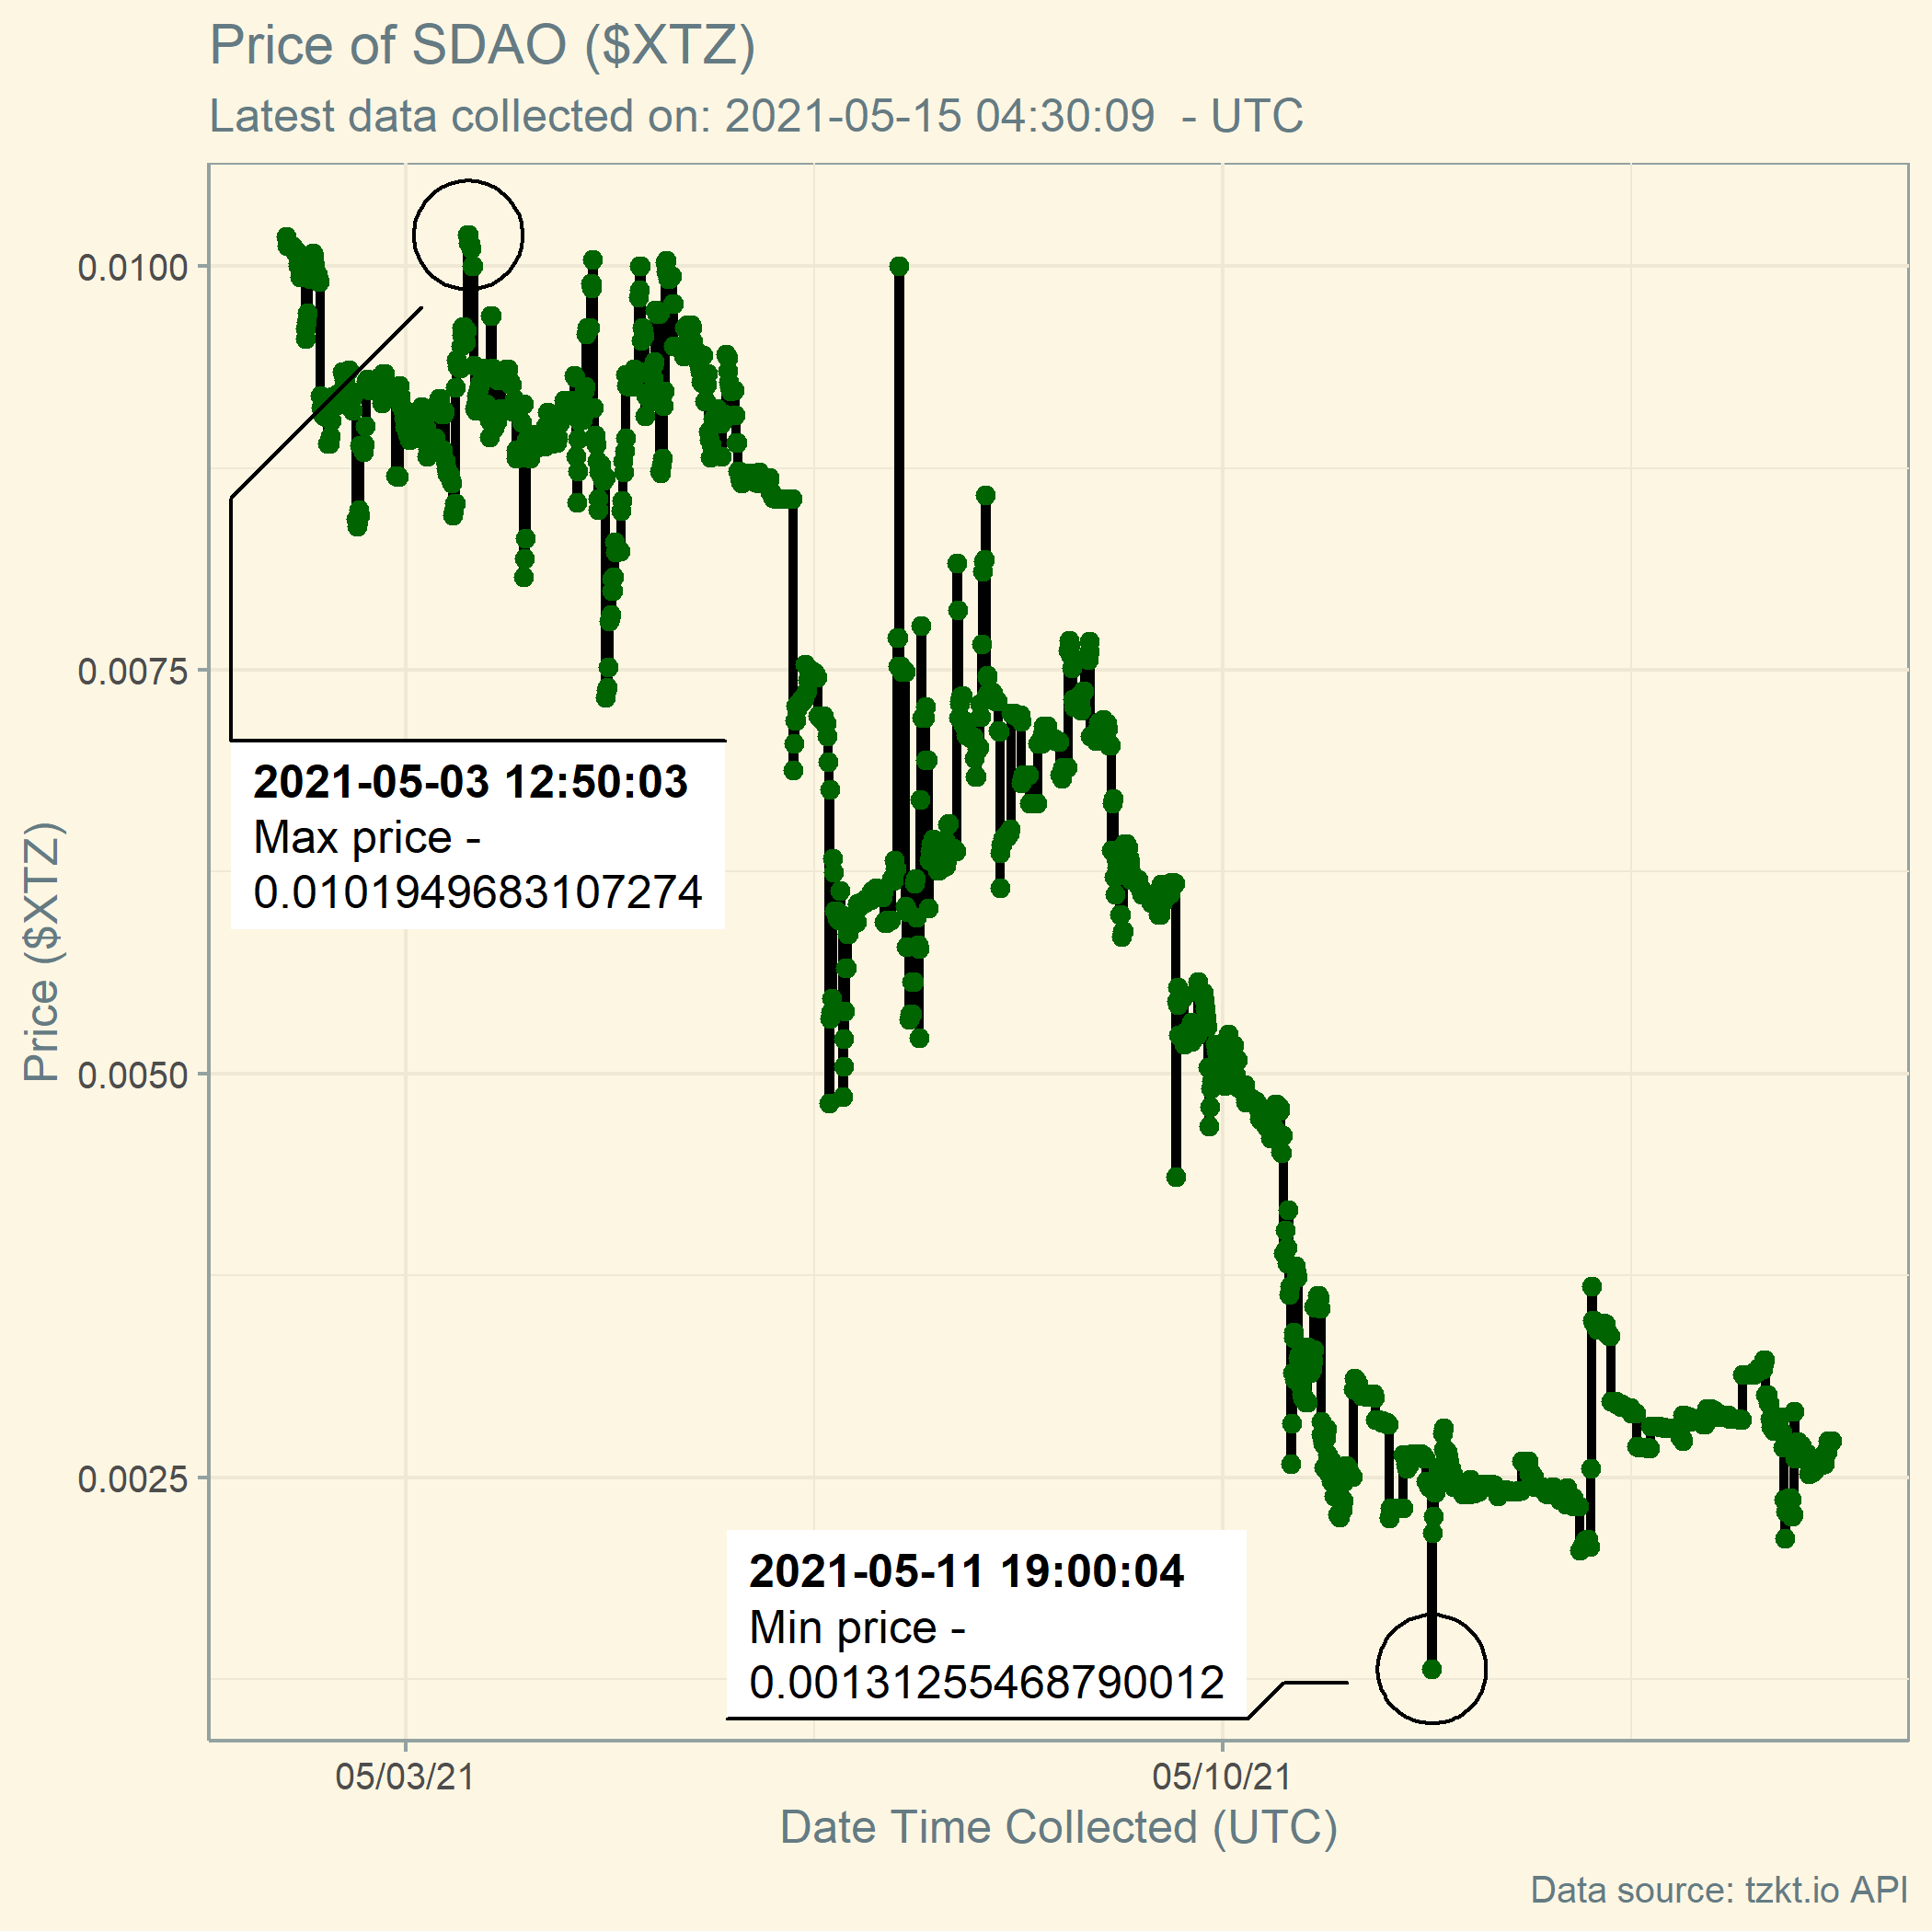 Price of SDAO ($XTZ)
Latest data collected on: 2021-05-15 04:30:09  - UTC
0.0100
0.0075
0.0050
0.0025
Price ($XTZ)
2021-05-03 12:50:03
Max price -
0.0101949683107274
2021-05-11 19:00:04
Min price -
0.00131255468790012
05/03/21
05/10/21
Date Time Collected (UTC)
Data source: tzkt.io API